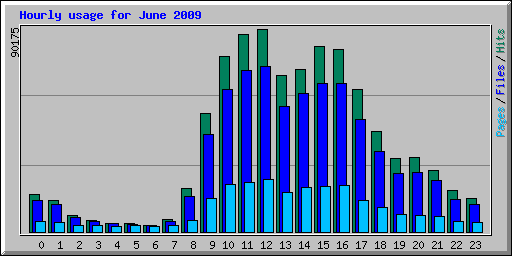 Hourly usage for June 2009
90175
Pages/Files/Hits
0 1 2 3 4 5 6 7 8 9 10 11 12 13 14 15 16 17 18 19 20 21 22 23